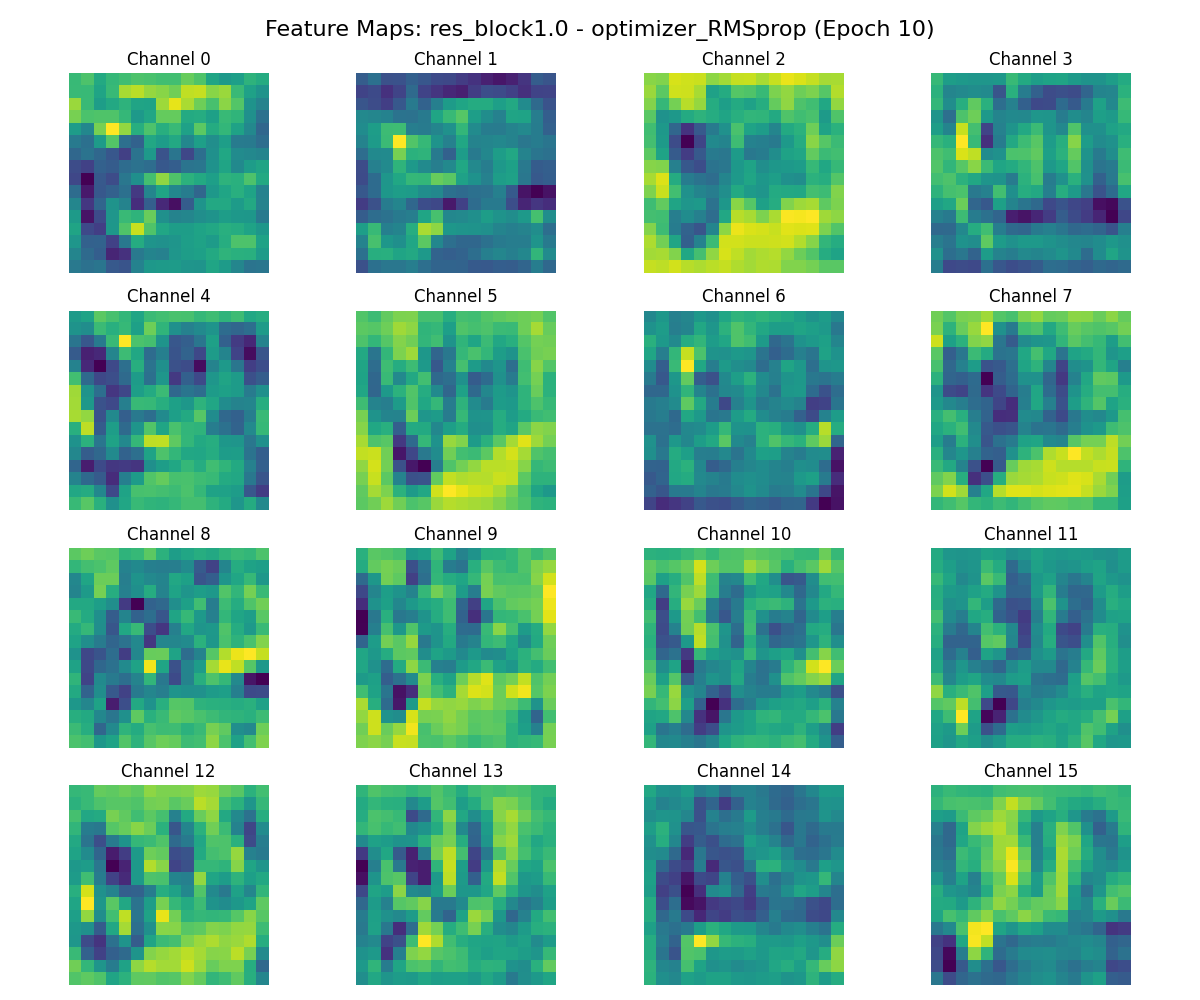 Feature Maps: res_block1.0 - optimizer_RMSprop (Epoch 10)
Channel 0 Channel 1 Channel 2 Channel 3
Channel 4 Channel 5 Channel 6 Channel 7
Channel 8 Channel 9 Channel 10 Channel 11
Channel 12 Channel 13 Channel 14 Channel 15